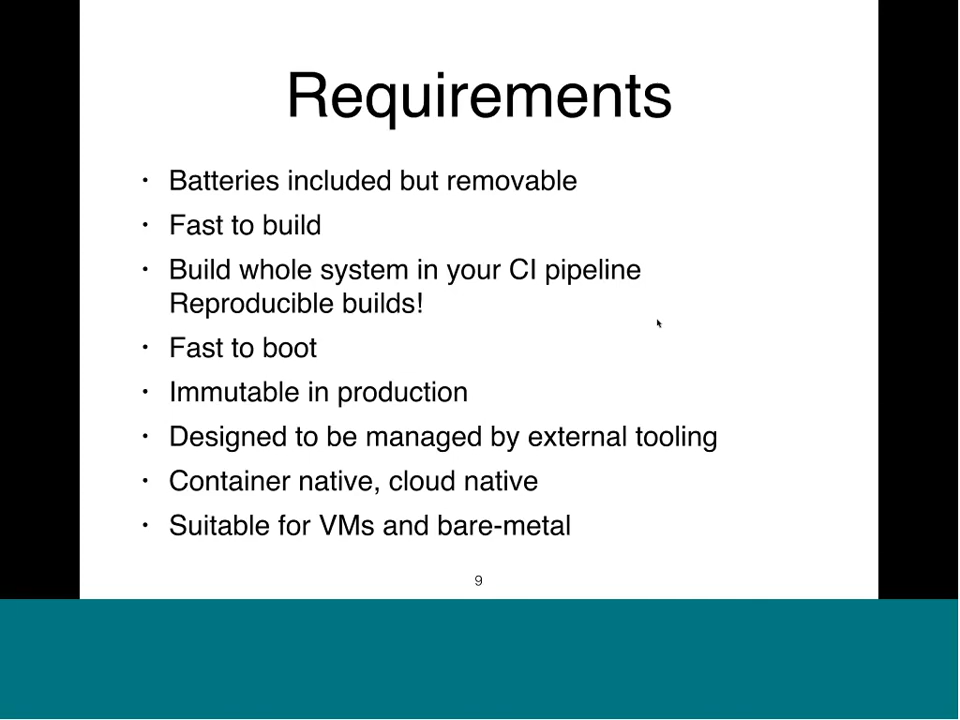 Requirements
• Batteries included but removable
• Fast to build
• Build whole system in your CI pipeline
Reproducible builds!
• Fast to boot
• Immutable in production
• Designed to be managed by external tooling
• Container native, cloud native
• Suitable for VMs and bare-metal
9